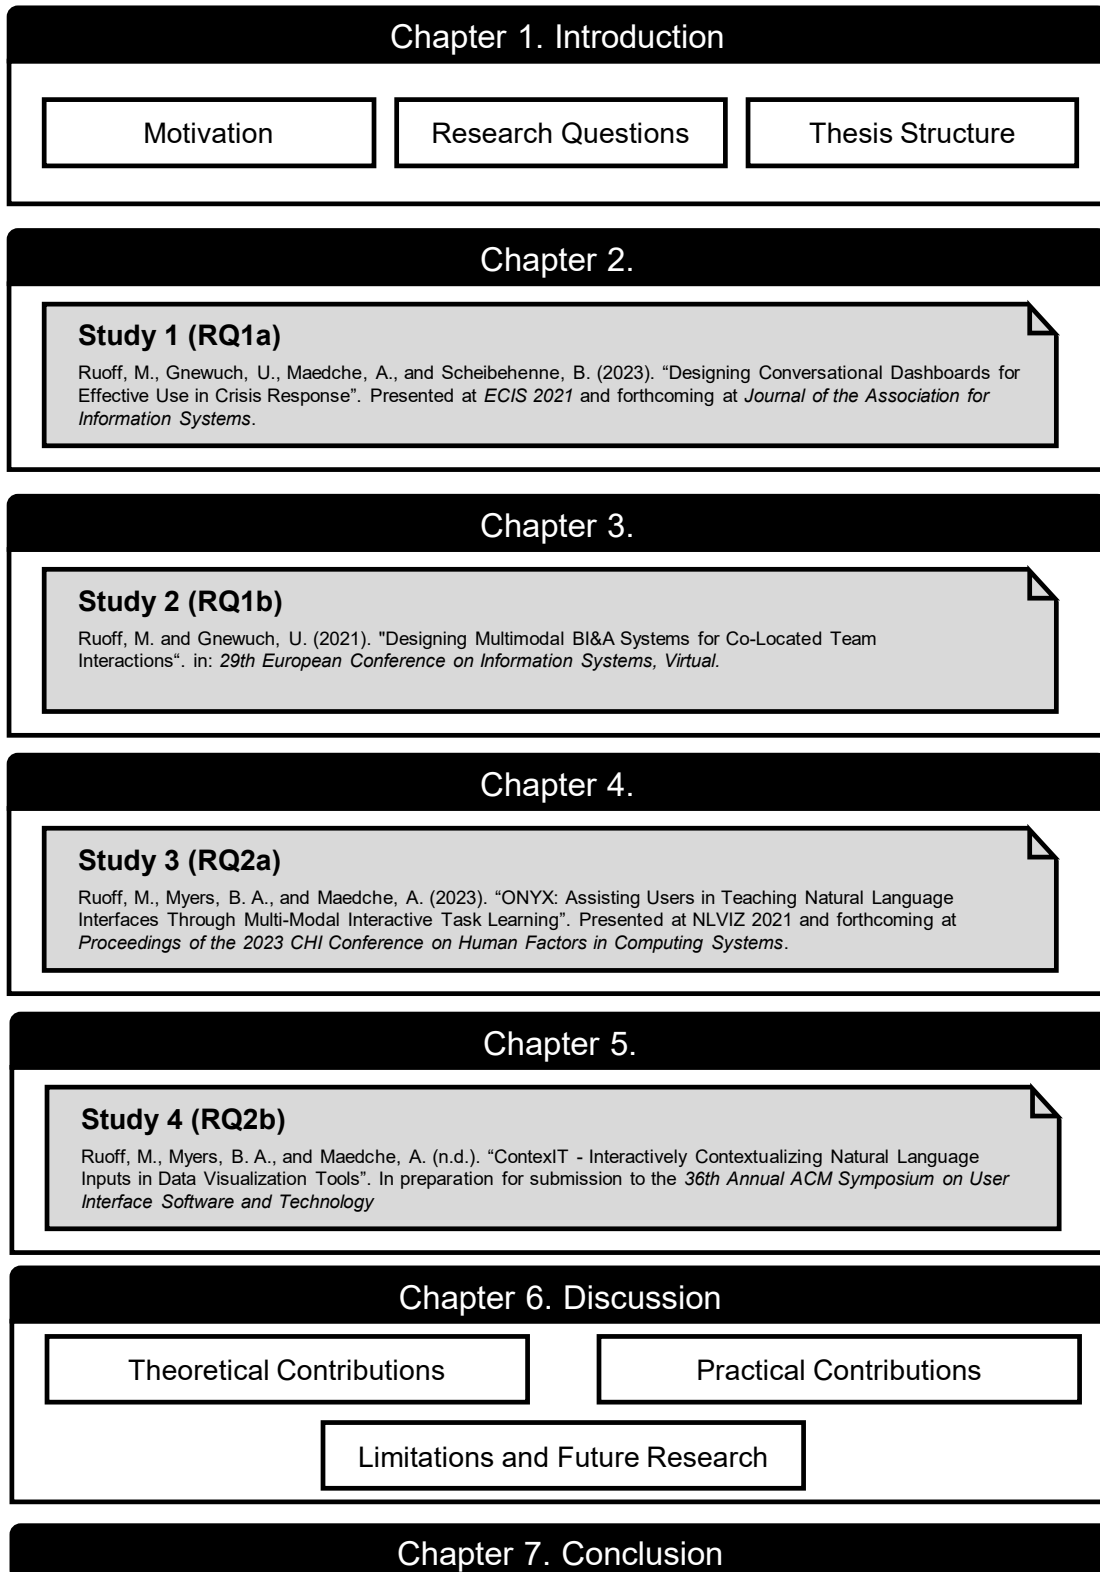 Chapter 1. Introduction
Motivation
Research Questions
Thesis Structure
Chapter 2.
Study 1 (RQ1a)
Ruoff, M., Gnewuch, U., Maedche, A., and Scheibehenne, B. (2023). “Designing Conversational Dashboards for
Effective Use in Crisis Response”. Presented at ECIS 2021 and forthcoming at Journal of the Association for
Information Systems.
Chapter 3.
Study 2 (RQ1b)
Ruoff, M. and Gnewuch, U. (2021). "Designing Multimodal BI&A Systems for Co-Located Team
Interactions“. in: 29th European Conference on Information Systems, Virtual.
Chapter 4.
Study 3 (RQ2a)
Ruoff, M., Myers, B. A., and Maedche, A. (2023). “ONYX: Assisting Users in Teaching Natural Language
Interfaces Through Multi-Modal Interactive Task Learning”. Presented at NLVIZ 2021 and forthcoming at
Proceedings of the 2023 CHI Conference on Human Factors in Computing Systems.
Chapter 5.
Study 4 (RQ2b)
Ruoff, M., Myers, B. A., and Maedche, A. (n.d.). “ContexIT - Interactively Contextualizing Natural Language
Inputs in Data Visualization Tools”. In preparation for submission to the 36th Annual ACM Symposium on User
Interface Software and Technology
Chapter 6. Discussion
Theoretical Contributions
Practical Contributions
Limitations and Future Research
Chapter 7. Conclusion